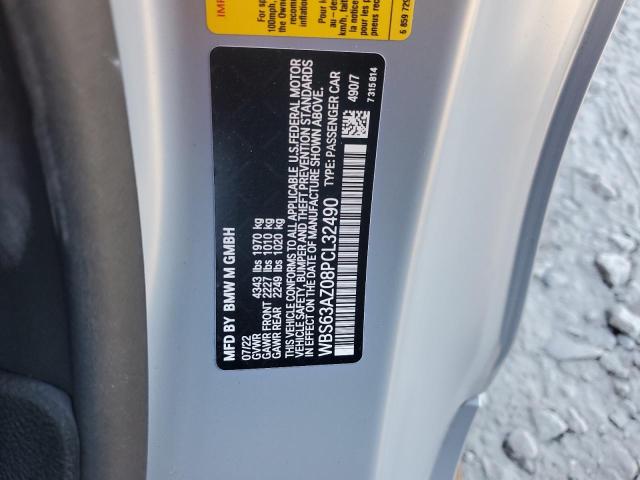 MFD BY BMW M GMBH
07/22
GVWR 4343 lbs 1970 kg
GAWR FRONT 2227 lbs 1010 kg
GAWR REAR 2249 lbs 1020 kg
THIS VEHICLE CONFORMS TO ALL APPLICABLE U.S.FEDERAL MOTOR
VEHICLE SAFETY, BUMPER AND THEFT PREVENTION STANDARDS
IN EFFECT ON THE DATE OF MANUFACTURE SHOWN ABOVE.
WBS63AZ08PCL32490 TYPE: PASSENGER CAR
490/7
7 315 814